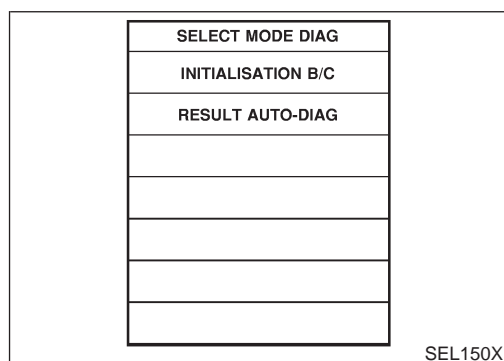 SELECT MODE DIAG
INITIALISATION B/C
RESULT AUTO-DIAG
SEL150X